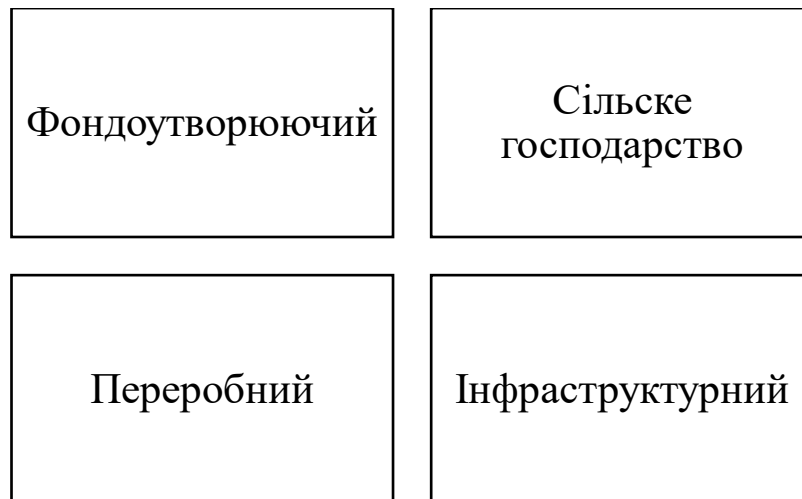 Фондоутворюючий
Сільске
господарство
Переробний
Інфраструктурний